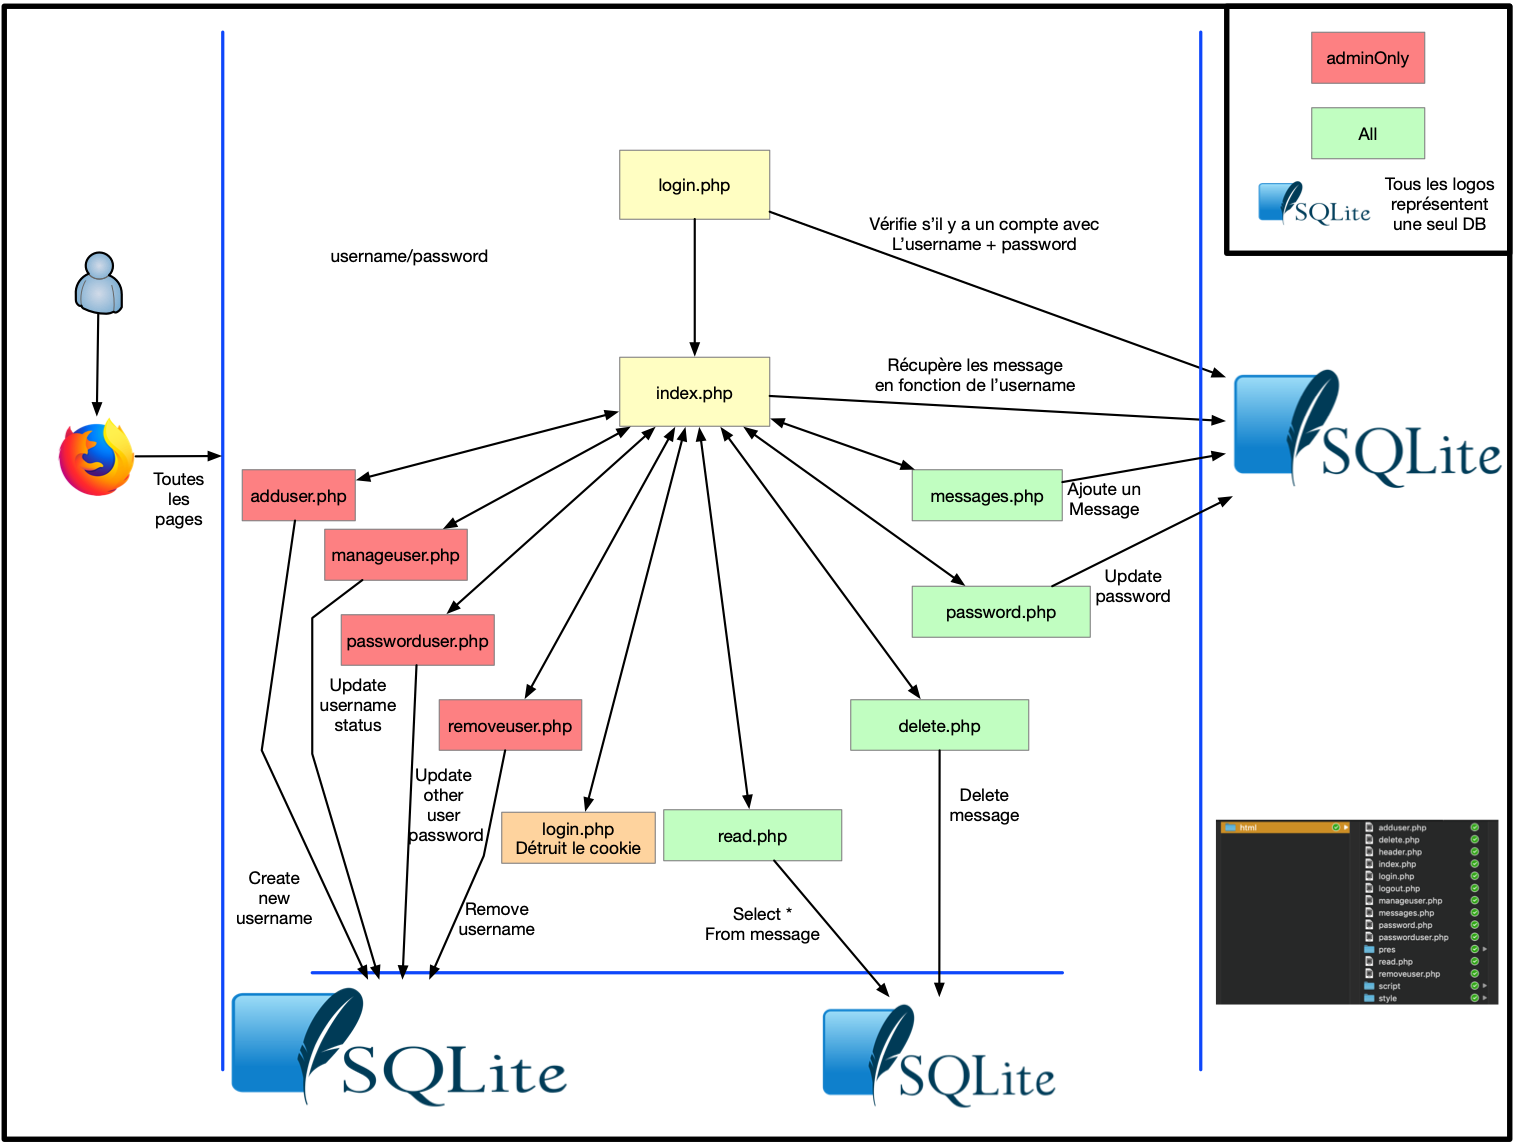 adminOnly
All
SQLite
Tous les logos
représentent
une seul DB
login.php
Vérifie s'il y a un compte avec
L'username + password
username/password
index.php
Récupère les message
en fonction de l'username
SQLite
Toutes
les
pages
adduser.php
messages.php
Ajoute un
Message
manageuser.php
Update
password
password.php
passworduser.php
Update
username
status
removeuser.php
delete.php
Update
other
user
password
login.php
Détruit le cookie
read.php
Delete
message
Create
new
username
Remove
username
Select *
From message
html
adduser.php
delete.php
header.php
index.php
login.php
logout.php
manageuser.php
messages.php
password.php
passworduser.php
pres
read.php
removeuser.php
script
style
SQLite
SQLite